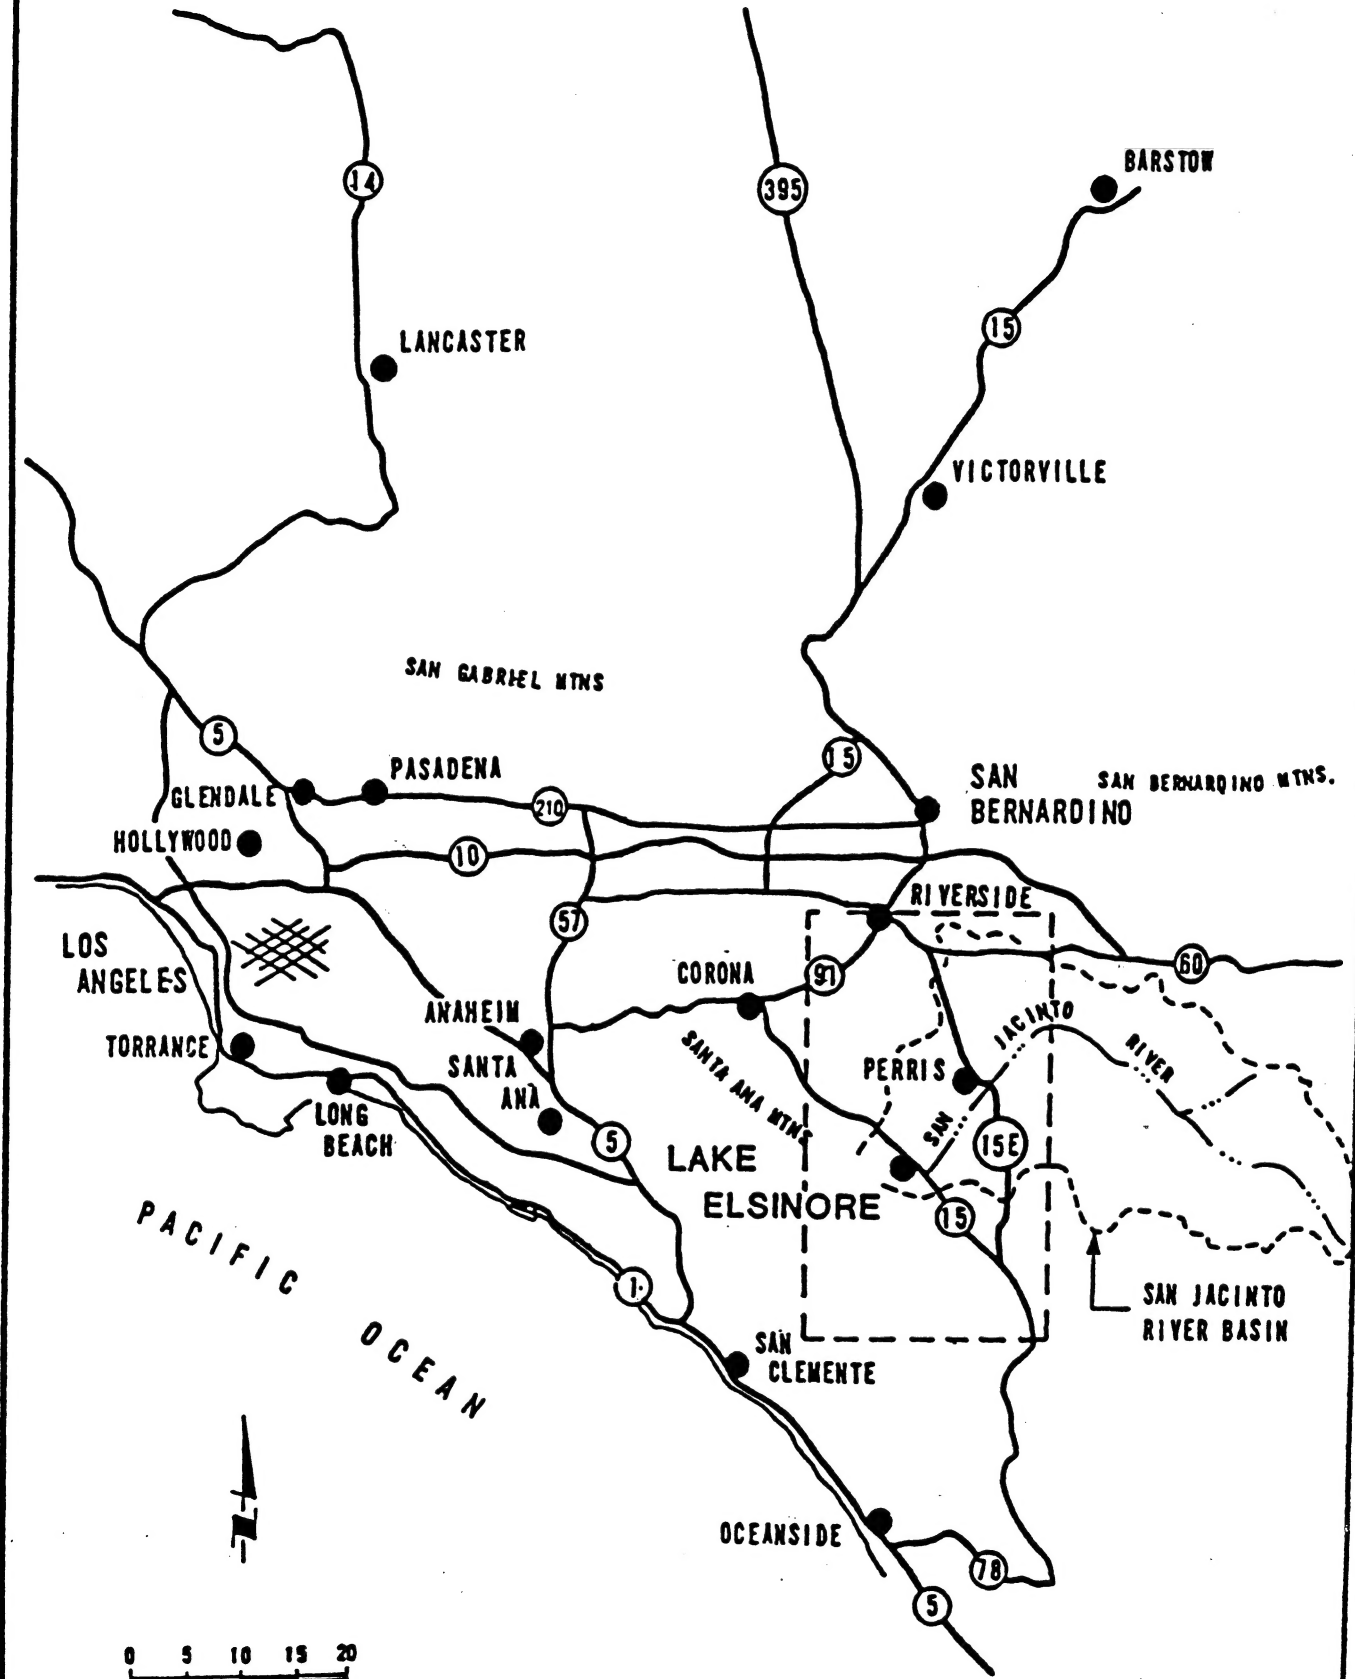 BARSTOW
14
395
15
LANCASTER
VICTORVILLE
SAN GABRIEL MTNS
5
15
PASADENA
SAN
BERNARDINO
SAN BERNARDINO MTNS.
GLENDALE
210
HOLLYWOOD
10
RIVERSIDE
57
LOS
ANGELES
60
CORONA
91
ANAHEIM
SAN JACINTO RIVER
TORRANCE
SANTA
ANA
SANTA ANA MTNS
PERRIS
LONG
BEACH
5
15E
LAKE
ELSINORE
15
PACIFIC
OCEAN
1
SAN JACINTO
RIVER BASIN
SAN
CLEMENTE
N
OCEANSIDE
78
5
0 5 10 15 20